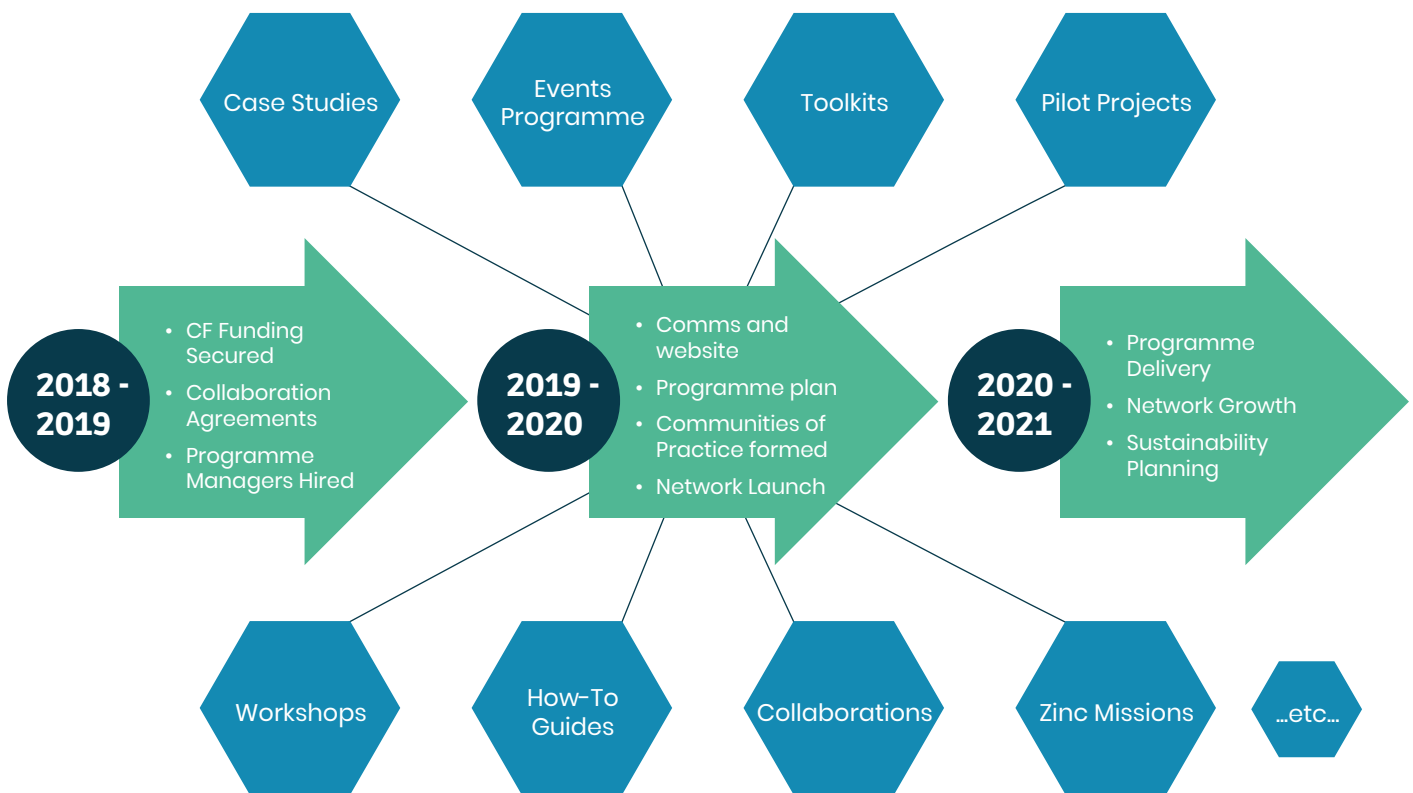 Case Studies
Events
Programme
Toolkits
Pilot Projects
2018 -
2019
• CF Funding
Secured
• Collaboration
Agreements
• Programme
Managers Hired
2019 -
2020
• Comms and
website
• Programme plan
• Communities of
Practice formed
• Network Launch
2020 -
2021
• Programme
Delivery
• Network Growth
• Sustainability
Planning
Workshops
How-To
Guides
Collaborations
Zinc Missions
...etc...